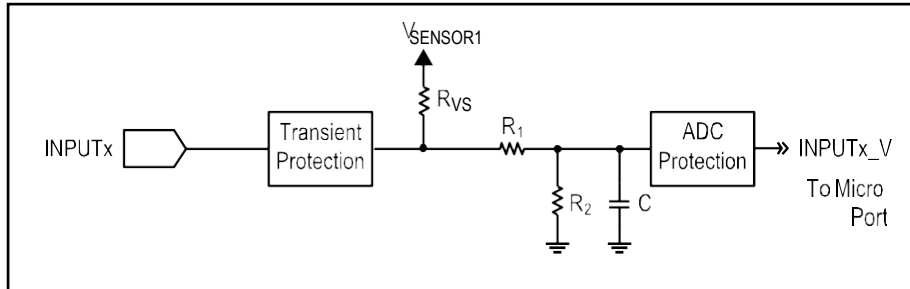 VSENSOR1
RVS
INPUTx
Transient
Protection
R1
R2
C
ADC
Protection
INPUTx_V
To Micro
Port